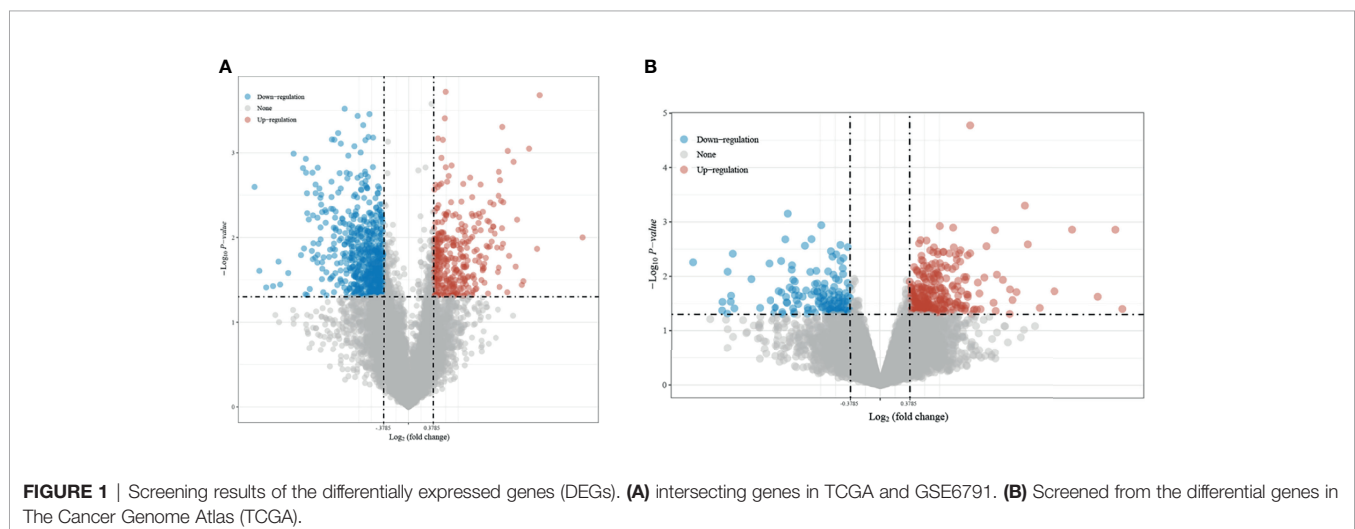 A
Down-regulation
None
Up-regulation
3
2
1
0
-Log10 P-value
-.3785
0.3785
Log2 (fold change)
B
5
Down-regulation
None
Up-regulation
4
3
2
1
0
-Log10 P-value
-0.3785
0.3785
Log2 (fold change)
FIGURE 1 | Screening results of the differentially expressed genes (DEGs). (A) intersecting genes in TCGA and GSE6791. (B) Screened from the differential genes in
The Cancer Genome Atlas (TCGA).